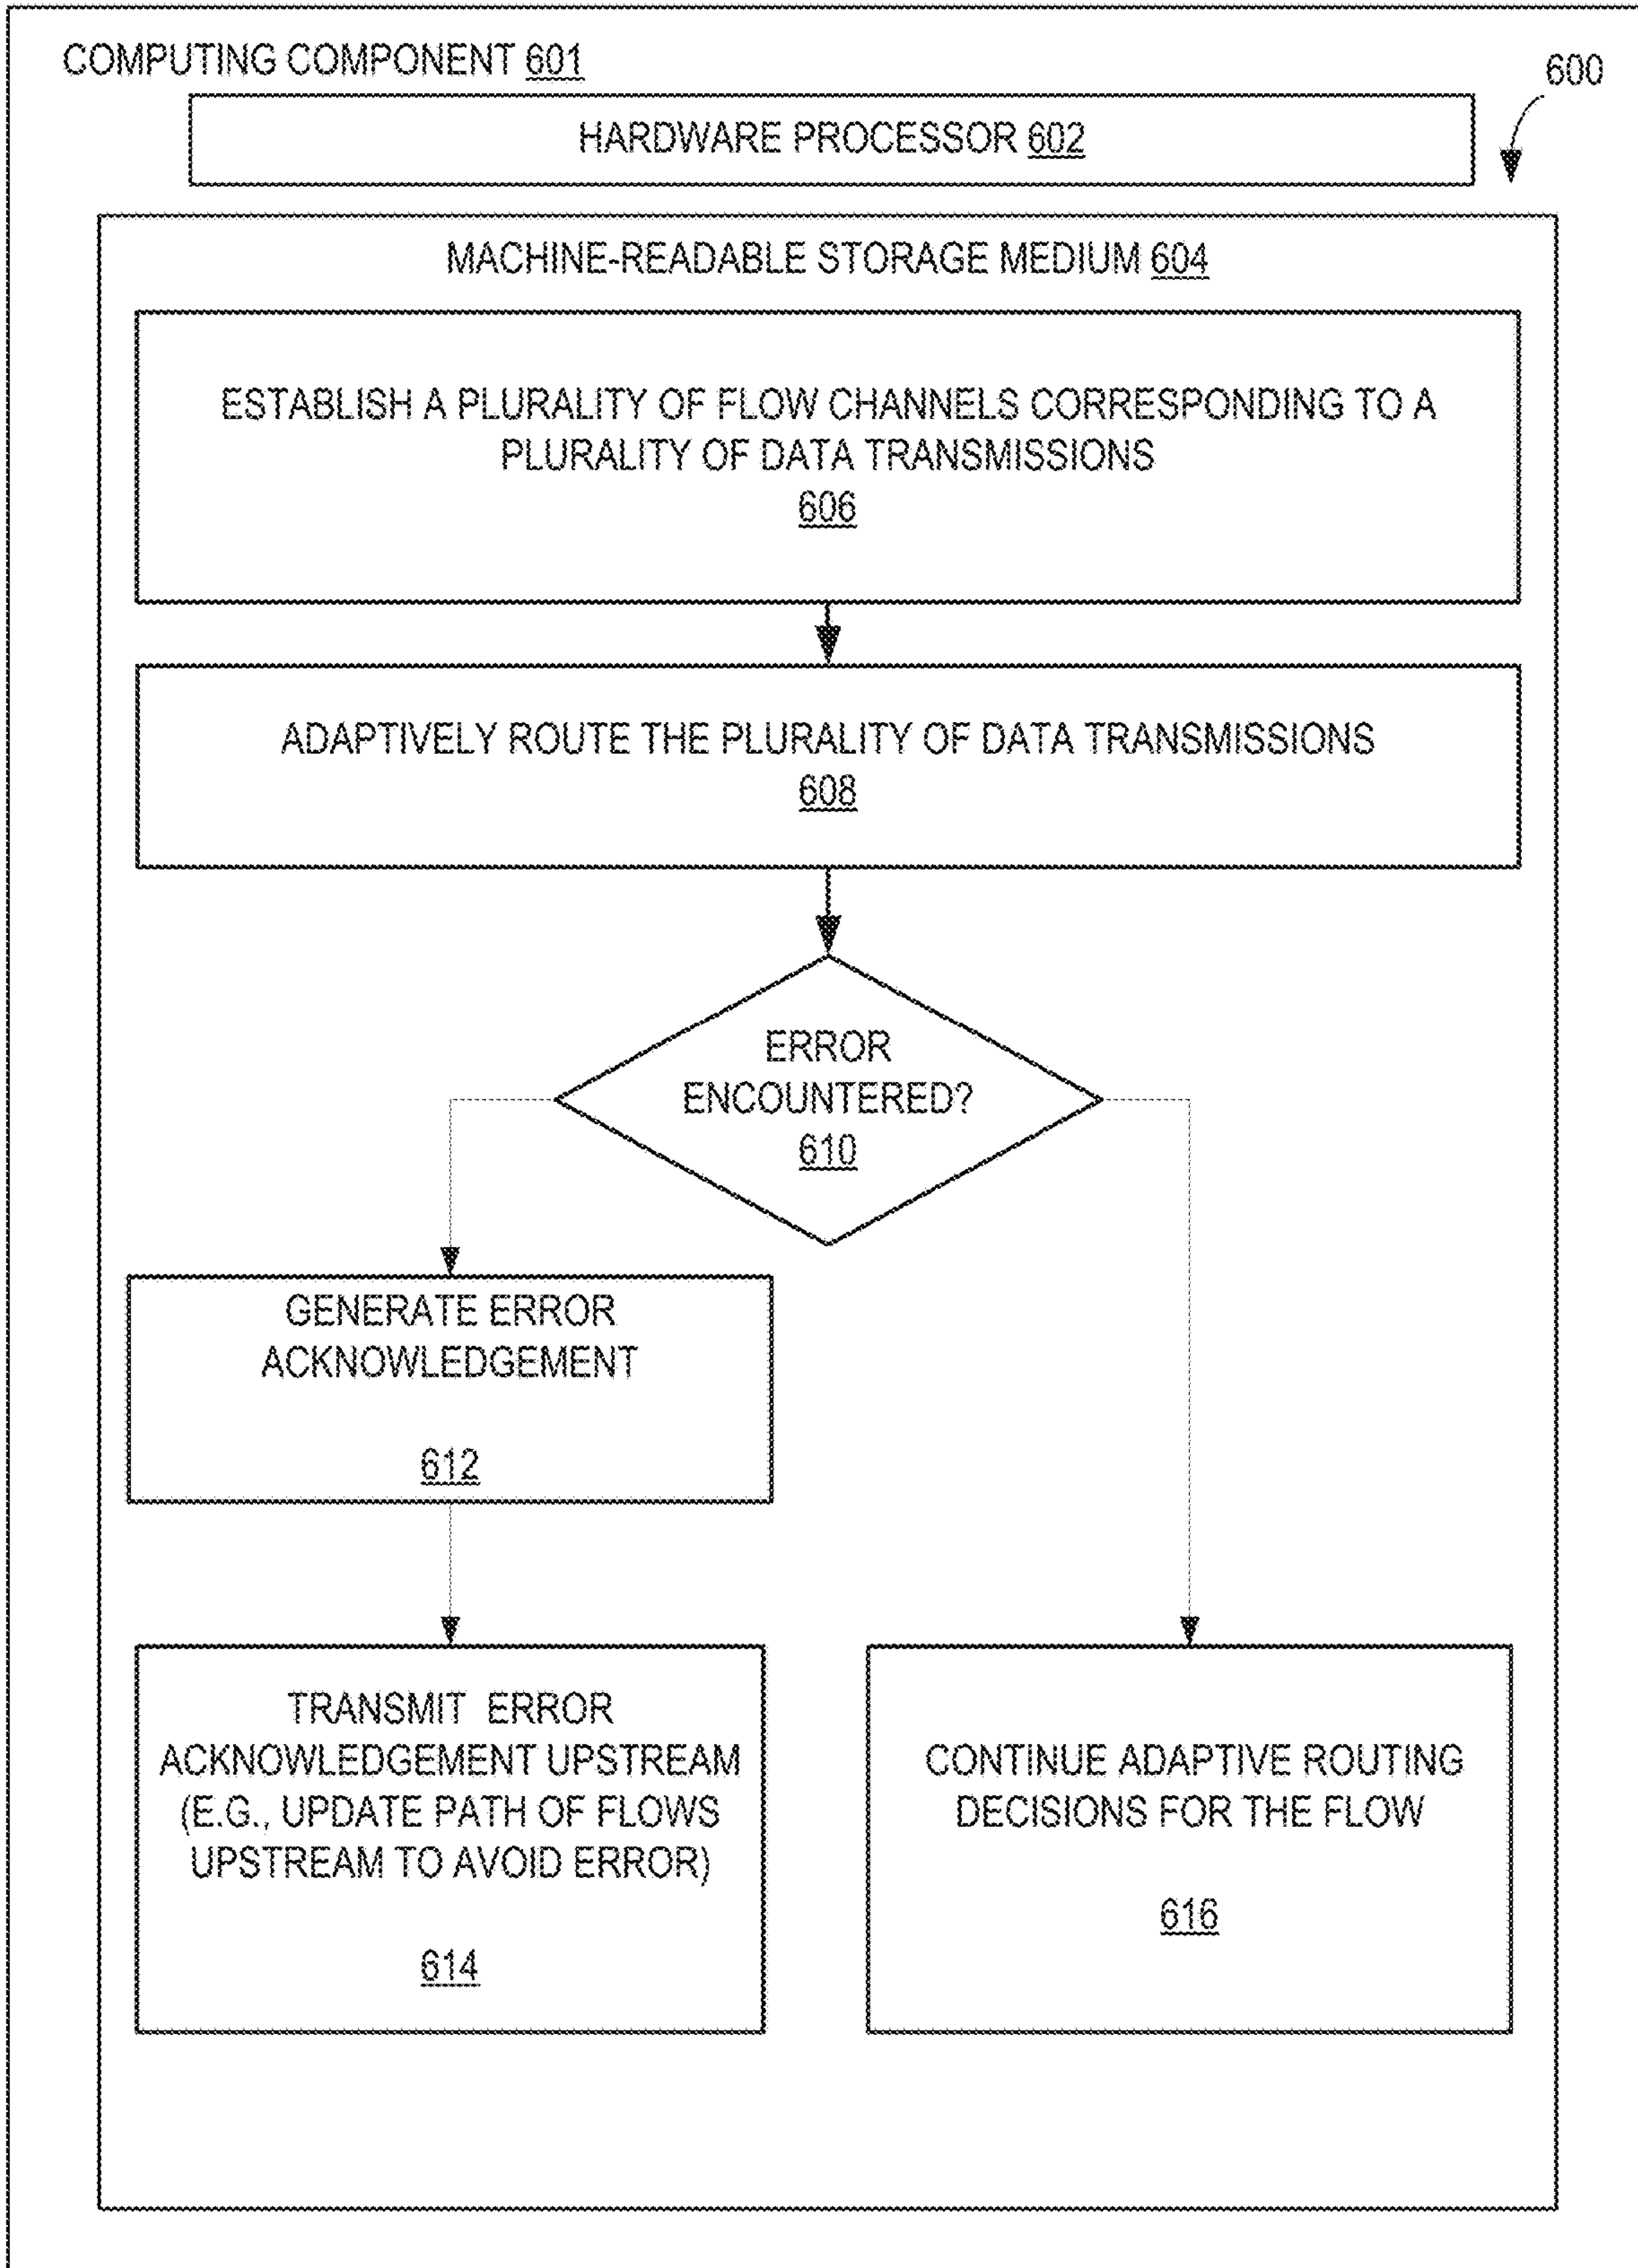 COMPUTING COMPONENT 601
600
HARDWARE PROCESSOR 602
MACHINE-READABLE STORAGE MEDIUM 604
ESTABLISH A PLURALITY OF FLOW CHANNELS CORRESPONDING TO A
PLURALITY OF DATA TRANSMISSIONS
606
ADAPTIVELY ROUTE THE PLURALITY OF DATA TRANSMISSIONS
608
ERROR
ENCOUNTERED?
610
GENERATE ERROR
ACKNOWLEDGEMENT
612
TRANSMIT ERROR
ACKNOWLEDGEMENT UPSTREAM
(E.G., UPDATE PATH OF FLOWS
UPSTREAM TO AVOID ERROR)
614
CONTINUE ADAPTIVE ROUTING
DECISIONS FOR THE FLOW
616